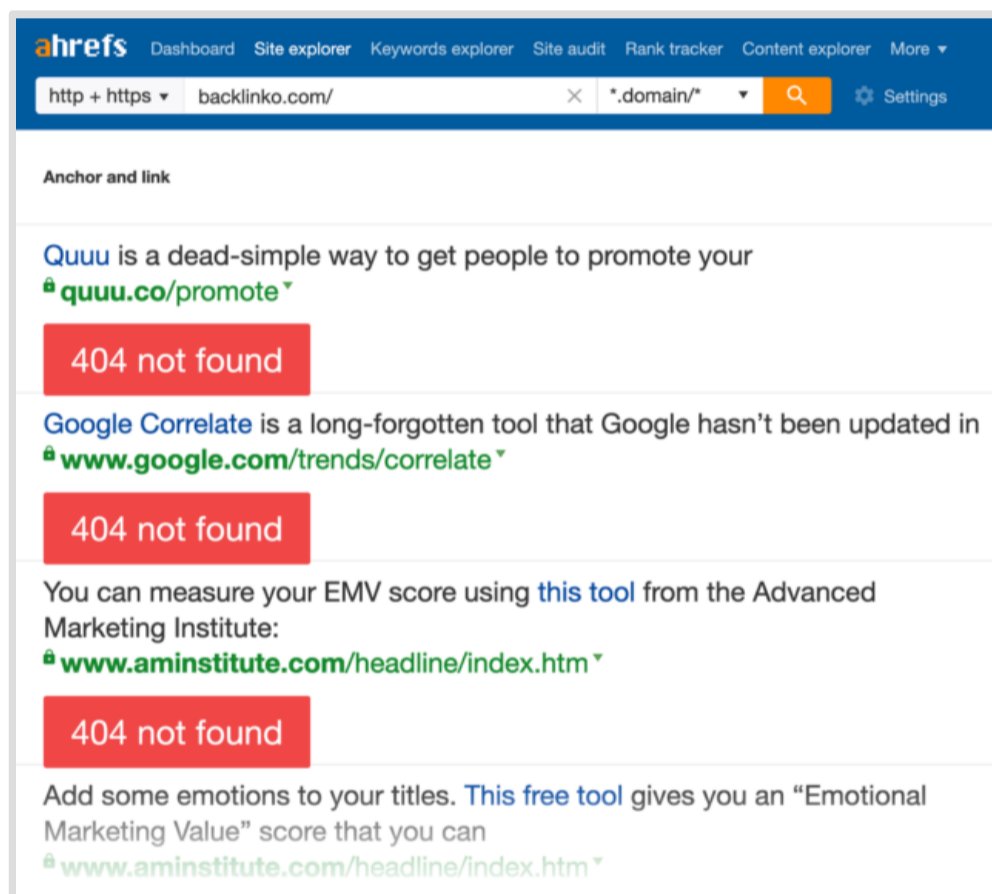 ahrefs Dashboard Site explorer Keywords explorer Site audit Rank tracker Content explorer More
http + https backlinko.com/ *.domain/* Settings
Anchor and link
Quuu is a dead-simple way to get people to promote your
quuu.co/promote
404 not found
Google Correlate is a long-forgotten tool that Google hasn’t been updated in
www.google.com/trends/correlate
404 not found
You can measure your EMV score using this tool from the Advanced
Marketing Institute:
www.aminstitute.com/headline/index.htm
404 not found
Add some emotions to your titles. This free tool gives you an “Emotional
Marketing Value” score that you can
www.aminstitute.com/headline/index.htm